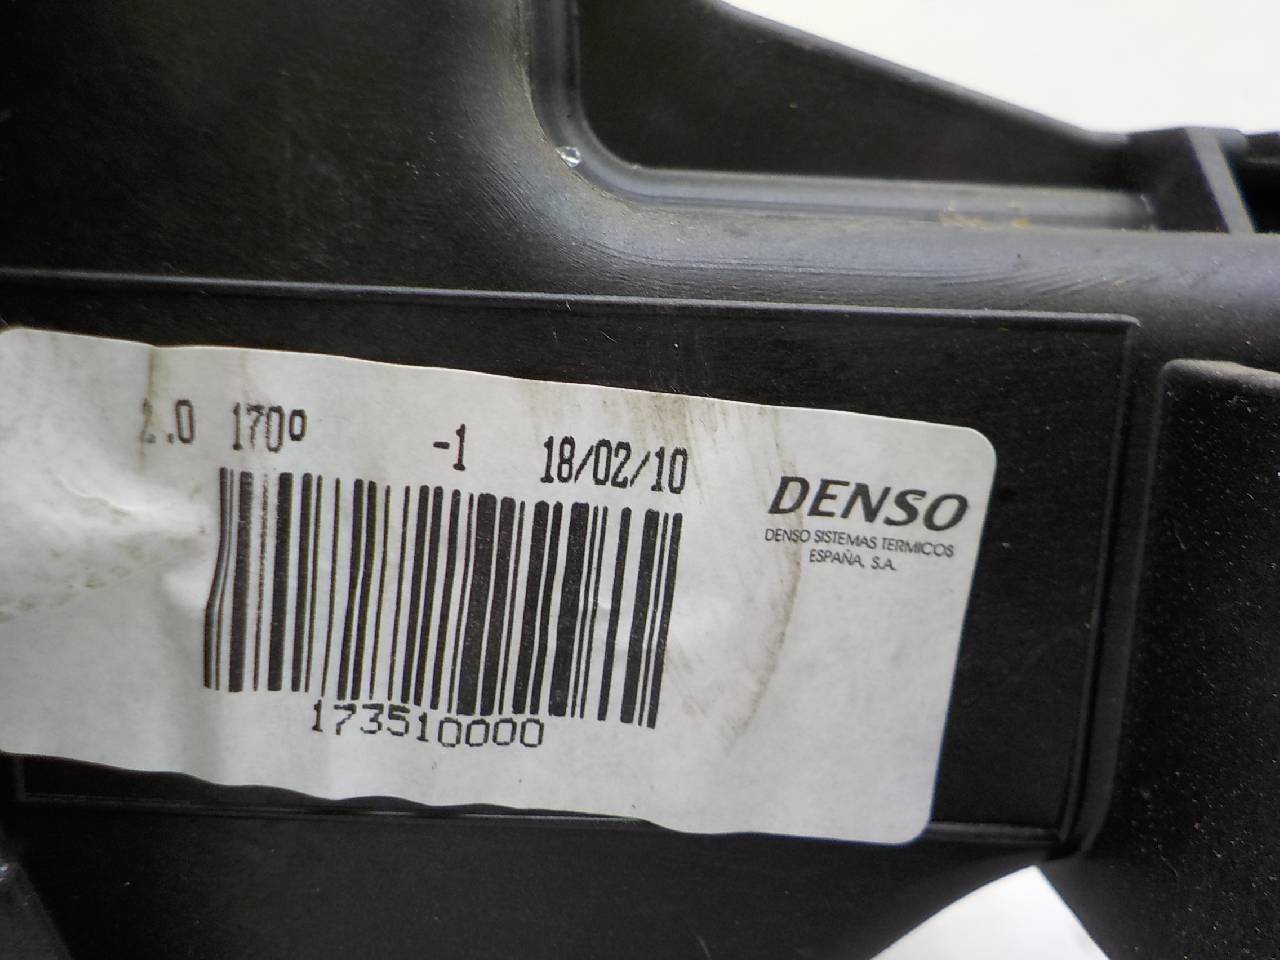 2.0 170º -1 18/02/10
DENSO
DENSO SISTEMAS TERMICOS
ESPAÑA, S.A.
173510000